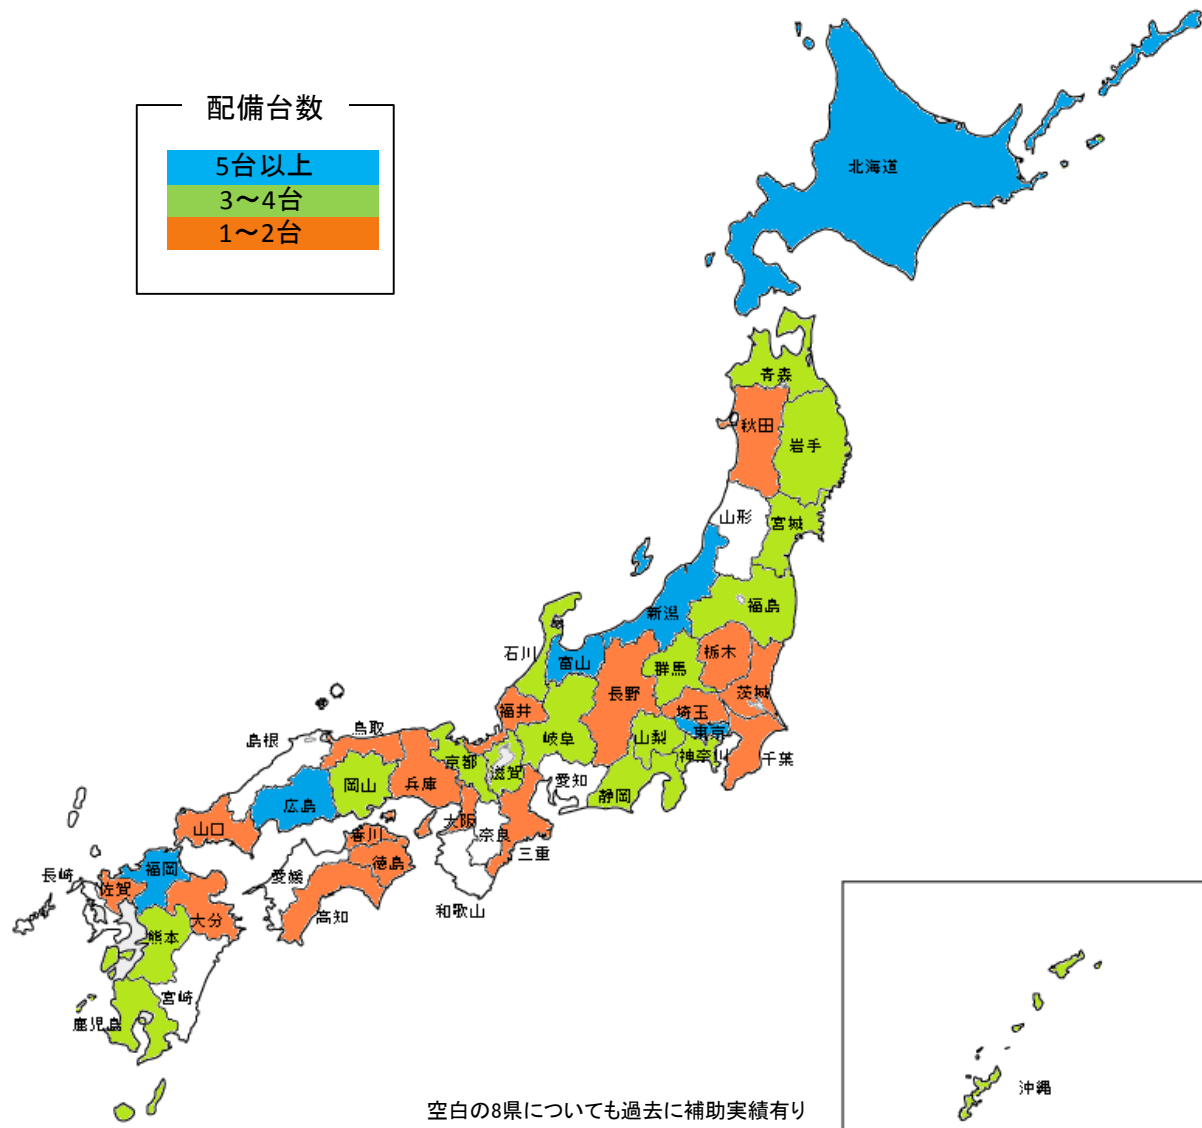 配備台数
5台以上
3～4台
1～2台
北海道
青森
秋田
岩手
山形
宮城
新潟
福島
石川
富山
群馬
栃木
福井
長野
埼玉
茨城
鳥取
島根
岐阜
山梨
東京
京都
滋賀
神奈川
千葉
岡山
兵庫
愛知
静岡
広島
山口
大阪
奈良
香川
三重
福岡
徳島
長崎
佐賀
愛媛
高知
和歌山
大分
熊本
宮崎
鹿児島
沖縄
空白の8県についても過去に補助実績有り